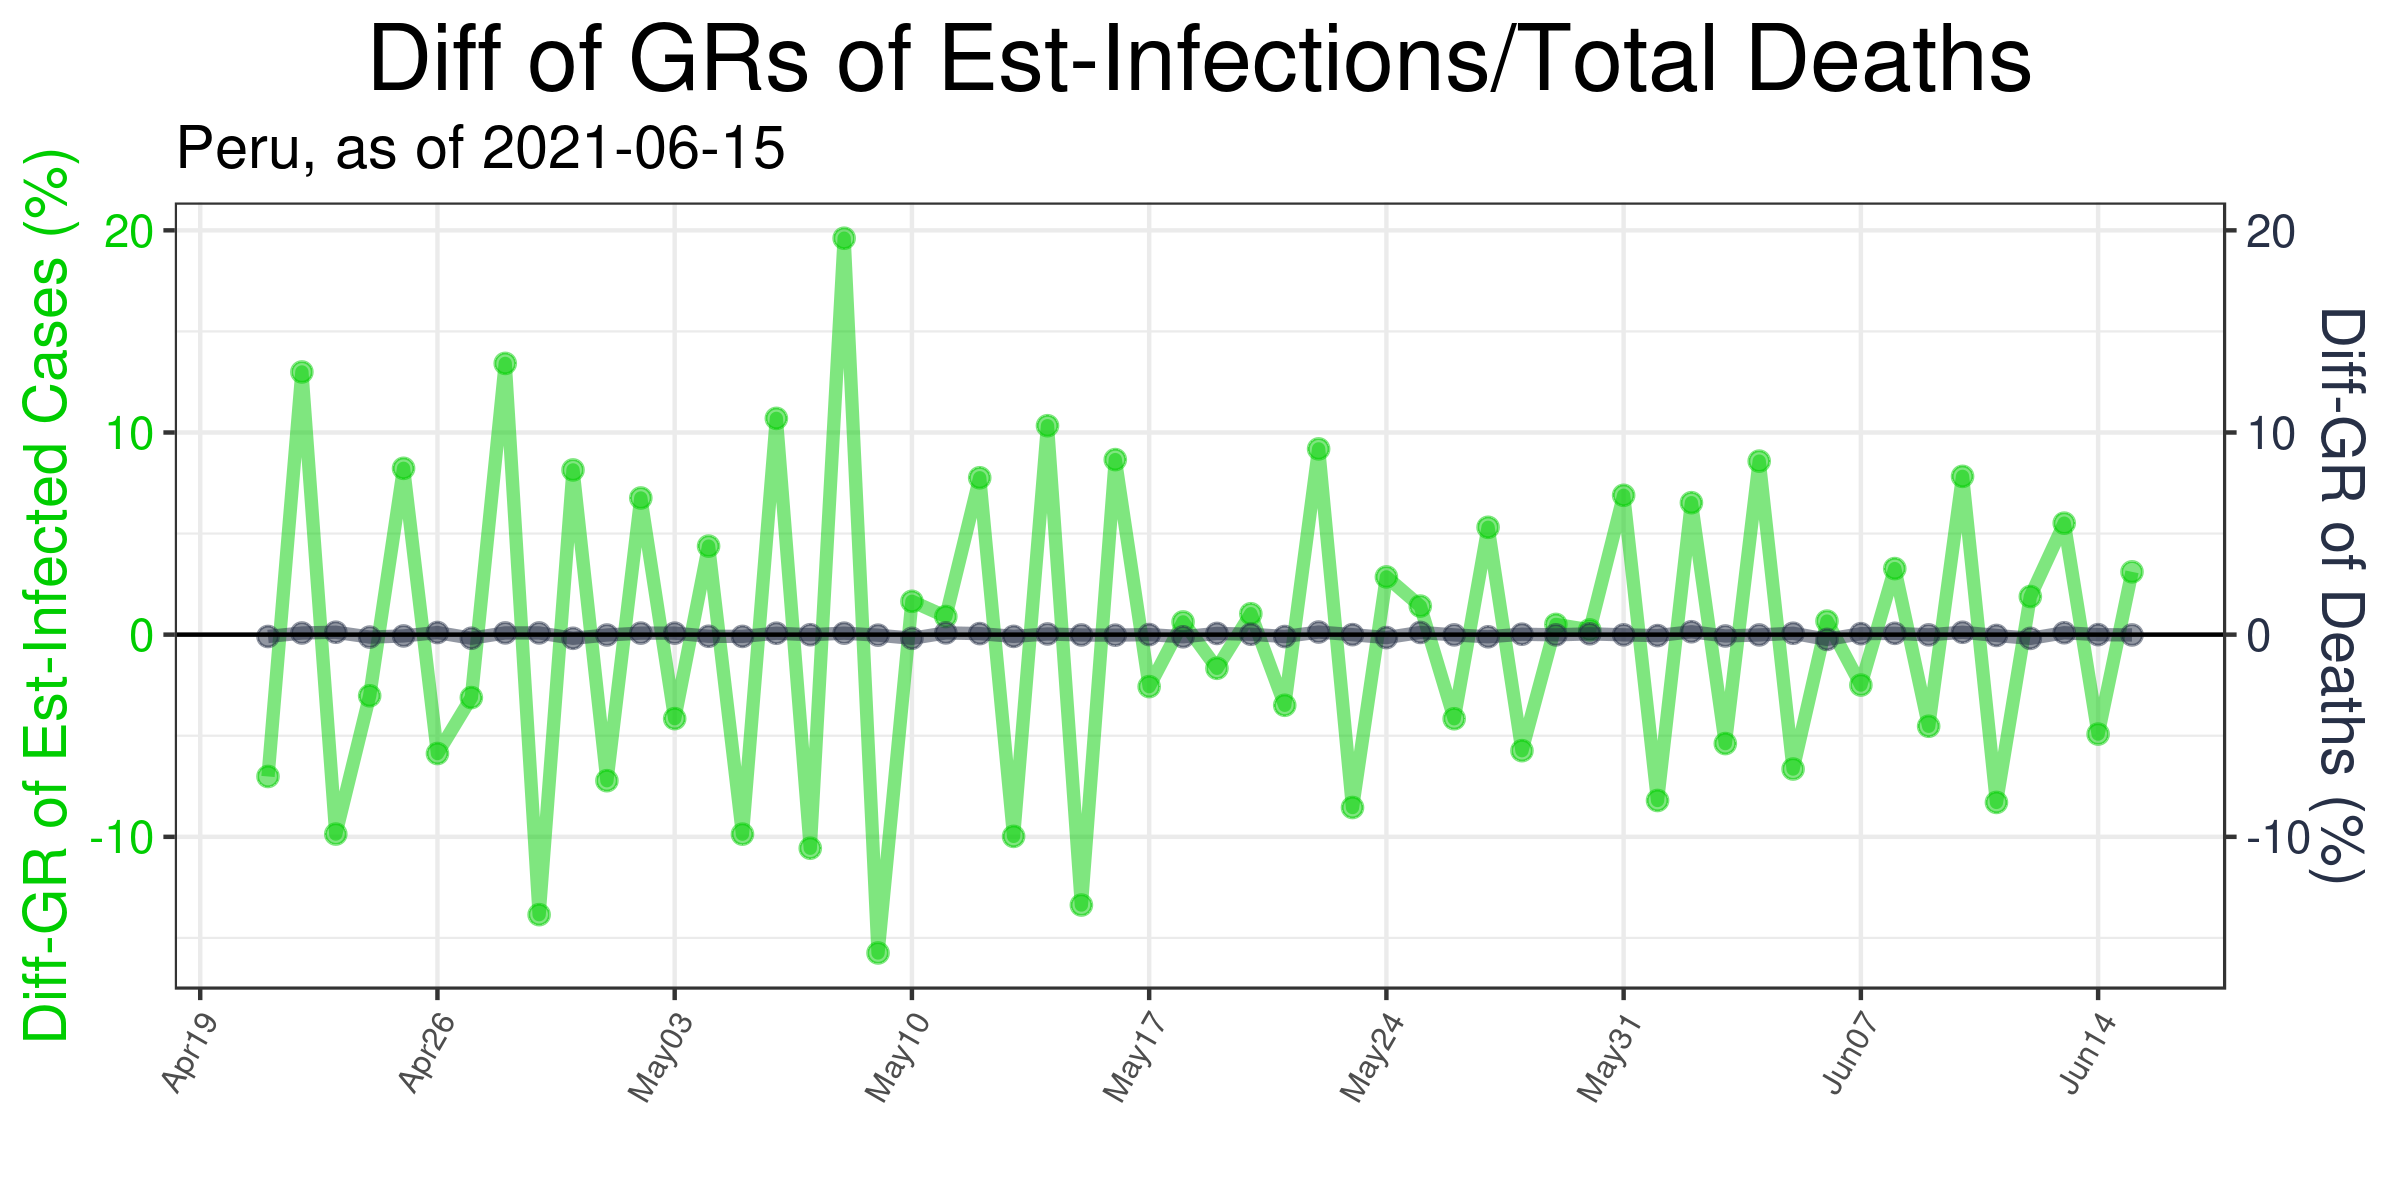 Diff of GRs of Est-Infections/Total Deaths
Peru, as of 2021-06-15
Diff-GR of Est-Infected Cases (%)
20
10
0
-10
20
10
0
-10
Diff-GR of Deaths (%)
Apr19
Apr26
May03
May10
May17
May24
May31
Jun07
Jun14